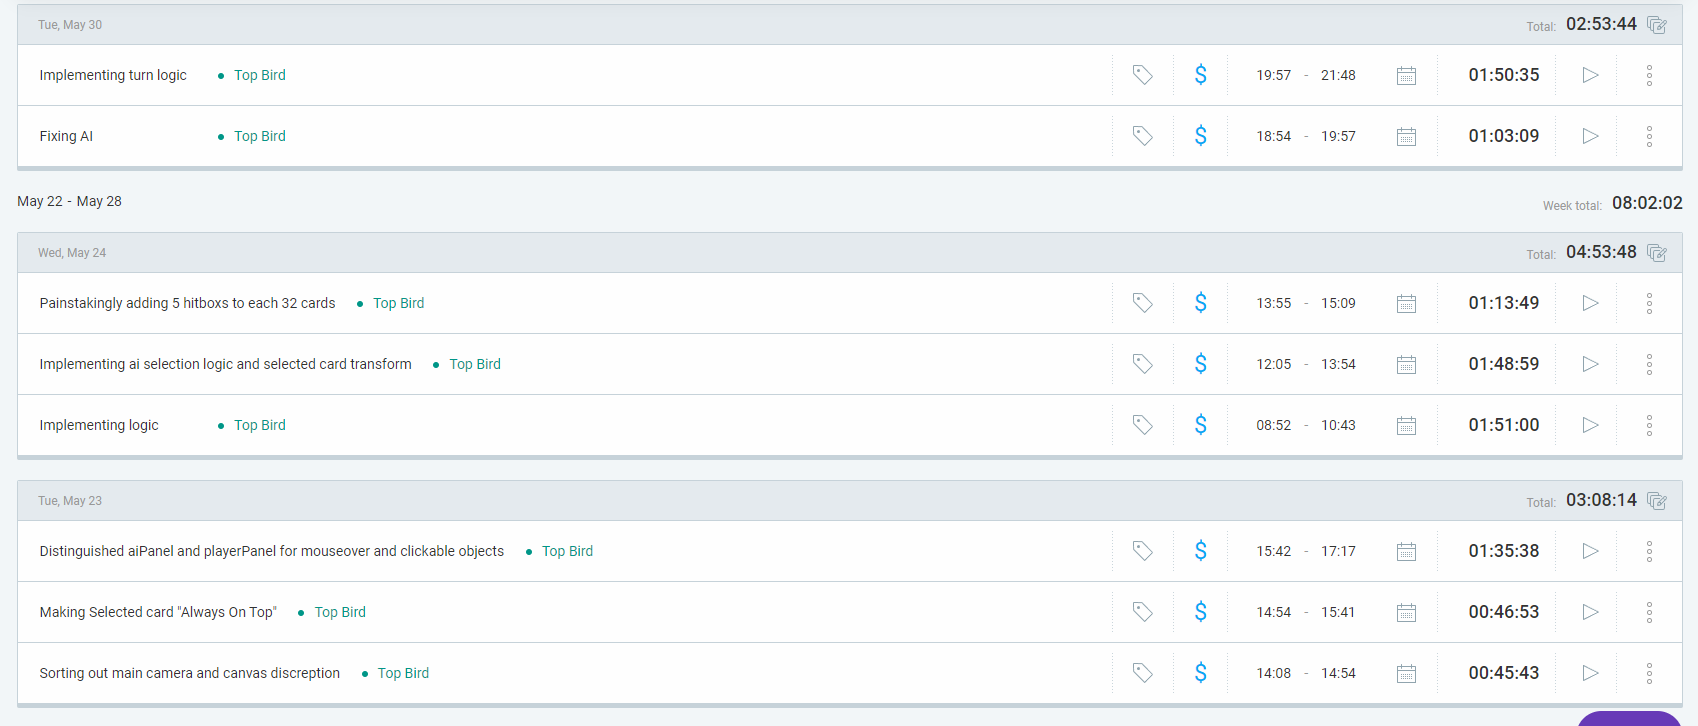 Tue, May 30 Total: 02:53:44
Implementing turn logic Top Bird $ 19:57 - 21:48 01:50:35
Fixing AI Top Bird $ 18:54 - 19:57 01:03:09
May 22 - May 28 Week total: 08:02:02
Wed, May 24 Total: 04:53:48
Painstakingly adding 5 hitboxs to each 32 cards Top Bird $ 13:55 - 15:09 01:13:49
Implementing ai selection logic and selected card transform Top Bird $ 12:05 - 13:54 01:48:59
Implementing logic Top Bird $ 08:52 - 10:43 01:51:00
Tue, May 23 Total: 03:08:14
Distinguished aiPanel and playerPanel for mouseover and clickable objects Top Bird $ 15:42 - 17:17 01:35:38
Making Selected card "Always On Top" Top Bird $ 14:54 - 15:41 00:46:53
Sorting out main camera and canvas discreption Top Bird $ 14:08 - 14:54 00:45:43